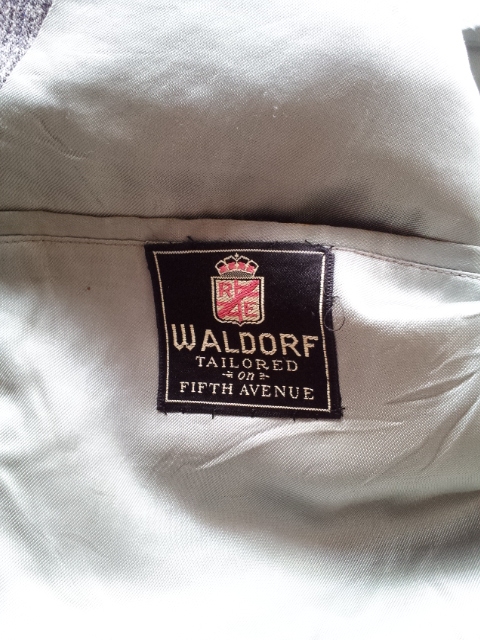 R
E
WALDORF
TAILORED
on
FIFTH AVENUE